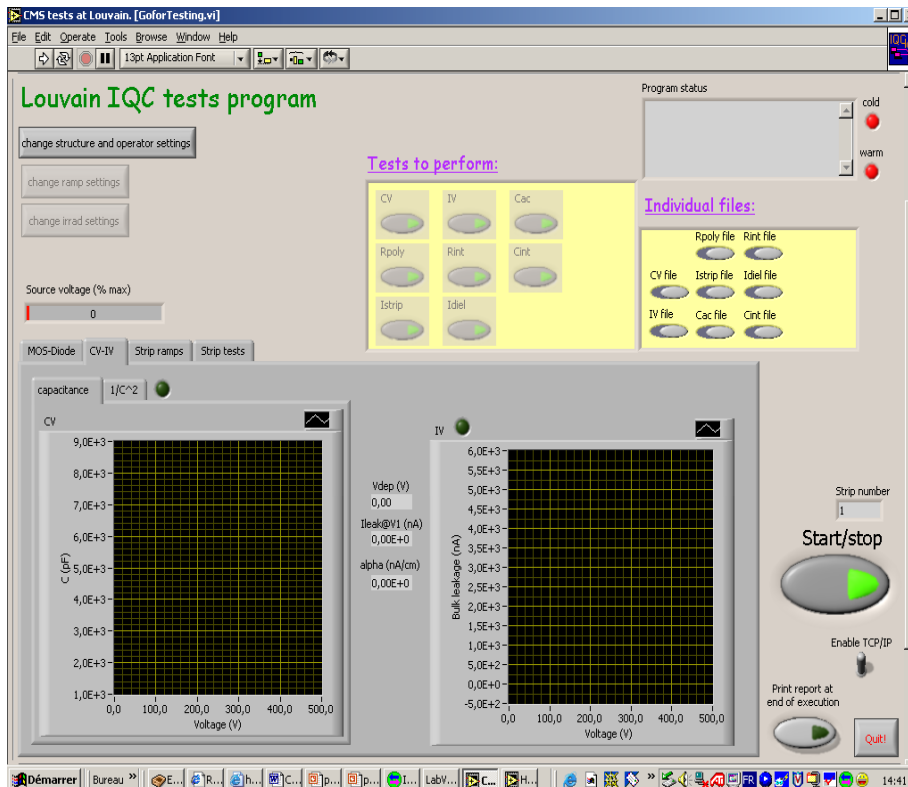 CMS tests at Louvain. [GoforTesting.vi]
File Edit Operate Tools Browse Window Help
13pt Application Font
Louvain IQC tests program
Program status
cold
warm
change structure and operator settings
change ramp settings
change irrad settings
Tests to perform:
CV IV Cac
Rpoly Rint Cint
Istrip Idiel
Individual files:
Rpoly file Rint file
CV file Istrip file Idiel file
IV file Cac file Cint file
Source voltage (% max)
0
MOS-Diode CV-IV Strip ramps Strip tests
capacitance 1/C^2
CV
9,0E+3
8,0E+3
7,0E+3
6,0E+3
5,0E+3
4,0E+3
3,0E+3
2,0E+3
1,0E+3
C (pF)
0,0 100,0 200,0 300,0 400,0 500,0
Voltage (V)
Vdep (V)
0,00
Ileak@V1 (nA)
0,00E+0
alpha (nA/cm)
0,00E+0
IV
6,0E+3
5,5E+3
5,0E+3
4,5E+3
4,0E+3
3,5E+3
3,0E+3
2,5E+3
2,0E+3
1,5E+3
1,0E+3
5,0E+2
0,0E+0
-5,0E+2
Bulk leakage (nA)
0,0 100,0 200,0 300,0 400,0 500,0
Voltage (V)
Strip number
1
Start/stop
Enable TCP/IP
Print report at
end of execution
Quit!
Démarrer Bureau » E... R... h... C... p... p... I... LabV... C... H... » FR 14:41